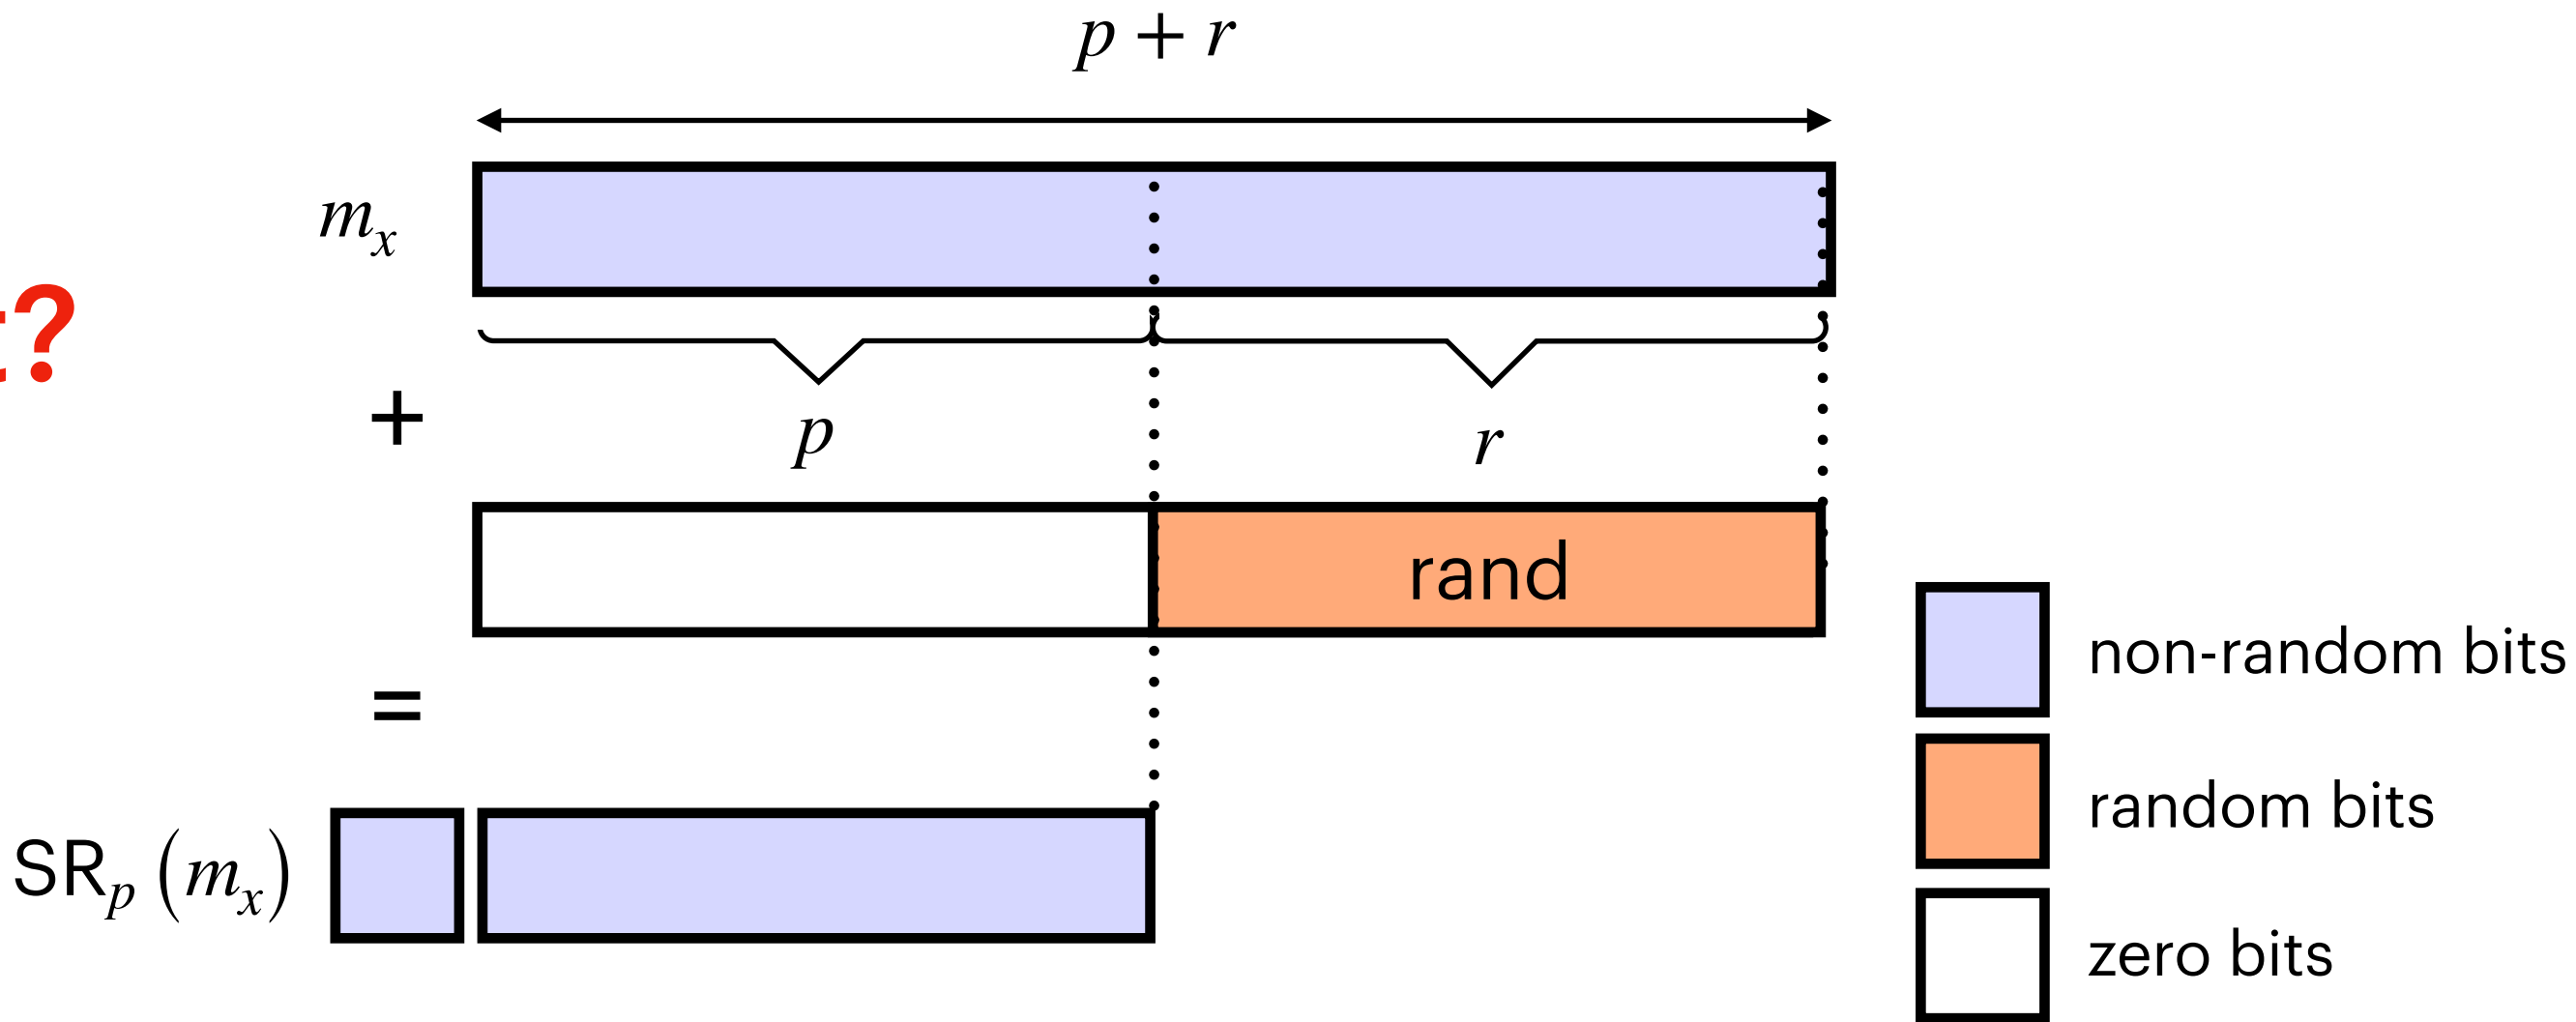 p + r
m_x
t?
+
p
r
rand
=
SR_p (m_x)
non-random bits
random bits
zero bits